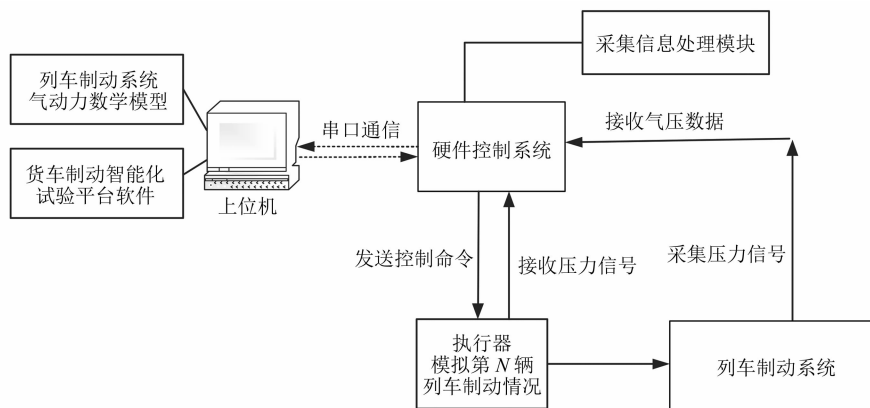 采集信息处理模块
列车制动系统
气动力数学模型
串口通信
硬件控制系统
接收气压数据
货车制动智能化
试验平台软件
上位机
发送控制命令
接收压力信号
采集压力信号
执行器
模拟第N辆
列车制动情况
列车制动系统